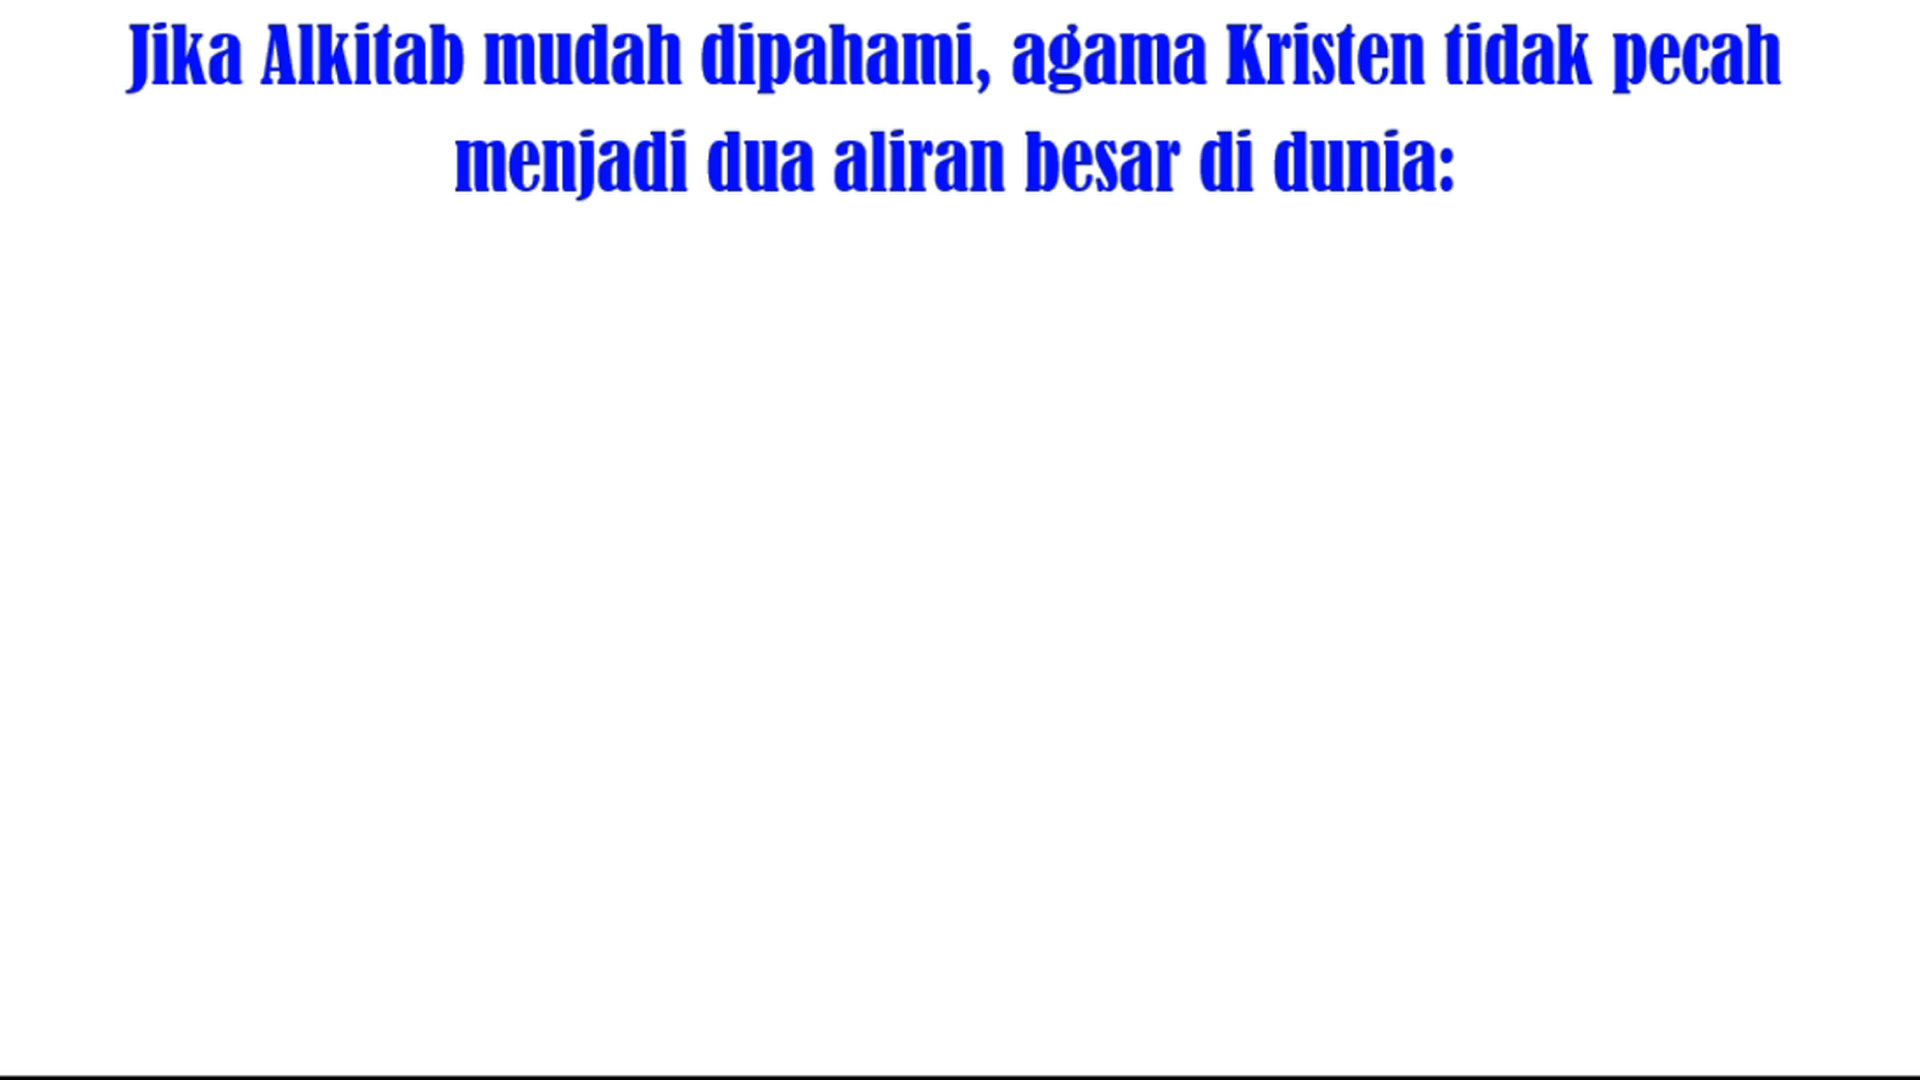 Jika Alkitab mudah dipahami, agama Kristen tidak pecah
menjadi dua aliran besar di dunia: